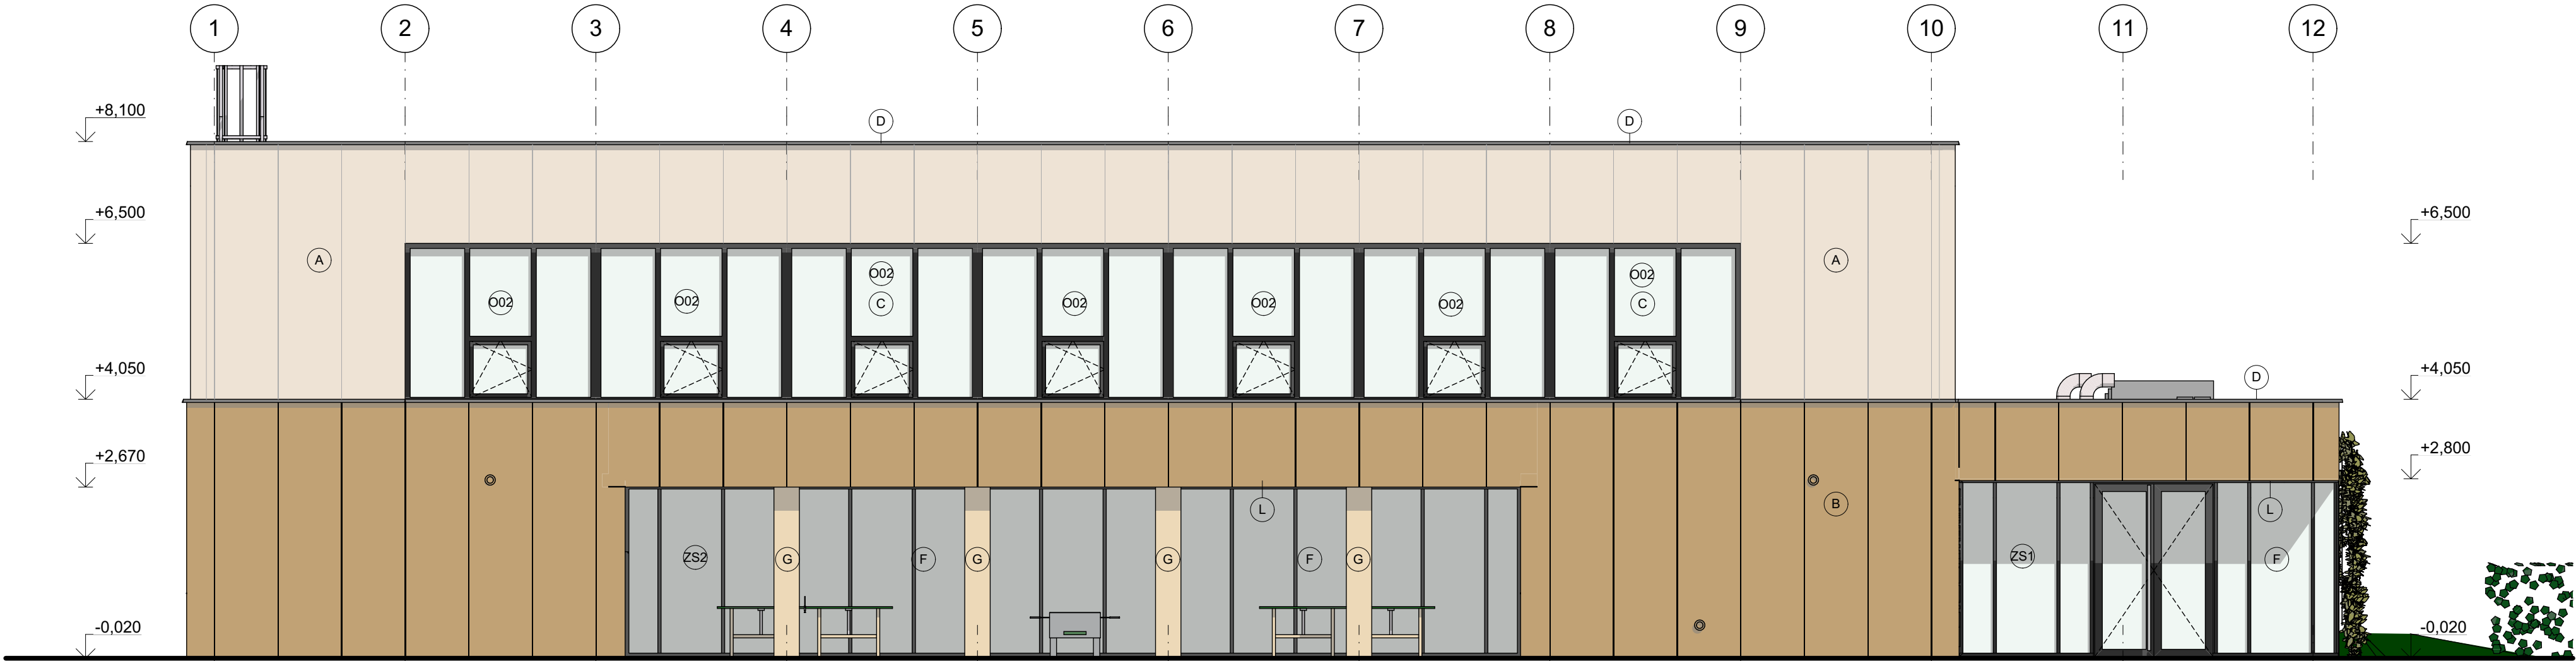 1 2 3 4 5 6 7 8 9 10 11 12
+8,100
D D
+6,500 +6,500
A A
O02 O02
O02 O02 O02 O02 O02
C C
+4,050 +4,050
D
+2,670 +2,800
B
L L
ZS2 G F G G F G ZS1 F
-0,020 -0,020